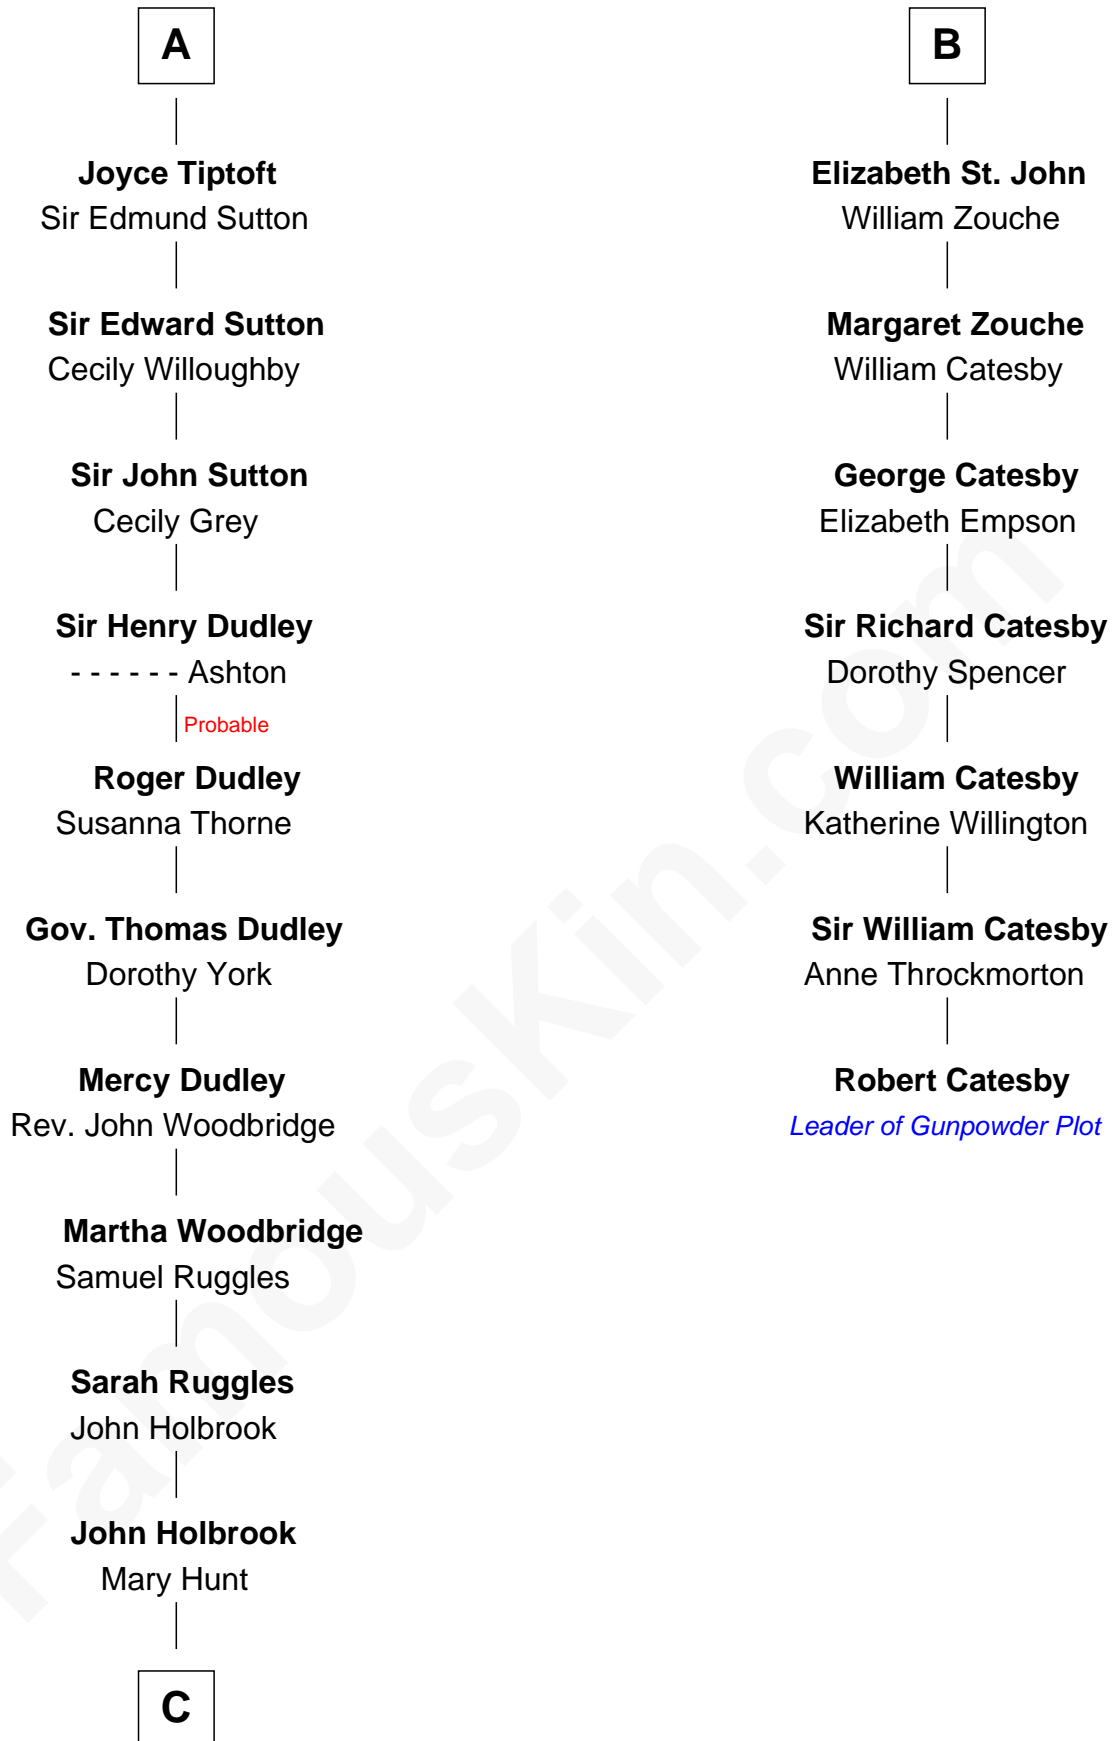 A
Joyce Tiptoft
Sir Edmund Sutton
Sir Edward Sutton
Cecily Willoughby
Sir John Sutton
Cecily Grey
Sir Henry Dudley
- - - - - - Ashton
Probable
Roger Dudley
Susanna Thorne
Gov. Thomas Dudley
Dorothy York
Mercy Dudley
Rev. John Woodbridge
Martha Woodbridge
Samuel Ruggles
Sarah Ruggles
John Holbrook
John Holbrook
Mary Hunt
C
B
Elizabeth St. John
William Zouche
Margaret Zouche
William Catesby
George Catesby
Elizabeth Empson
Sir Richard Catesby
Dorothy Spencer
William Catesby
Katherine Willington
Sir William Catesby
Anne Throckmorton
Robert Catesby
Leader of Gunpowder Plot
FamousKin.com